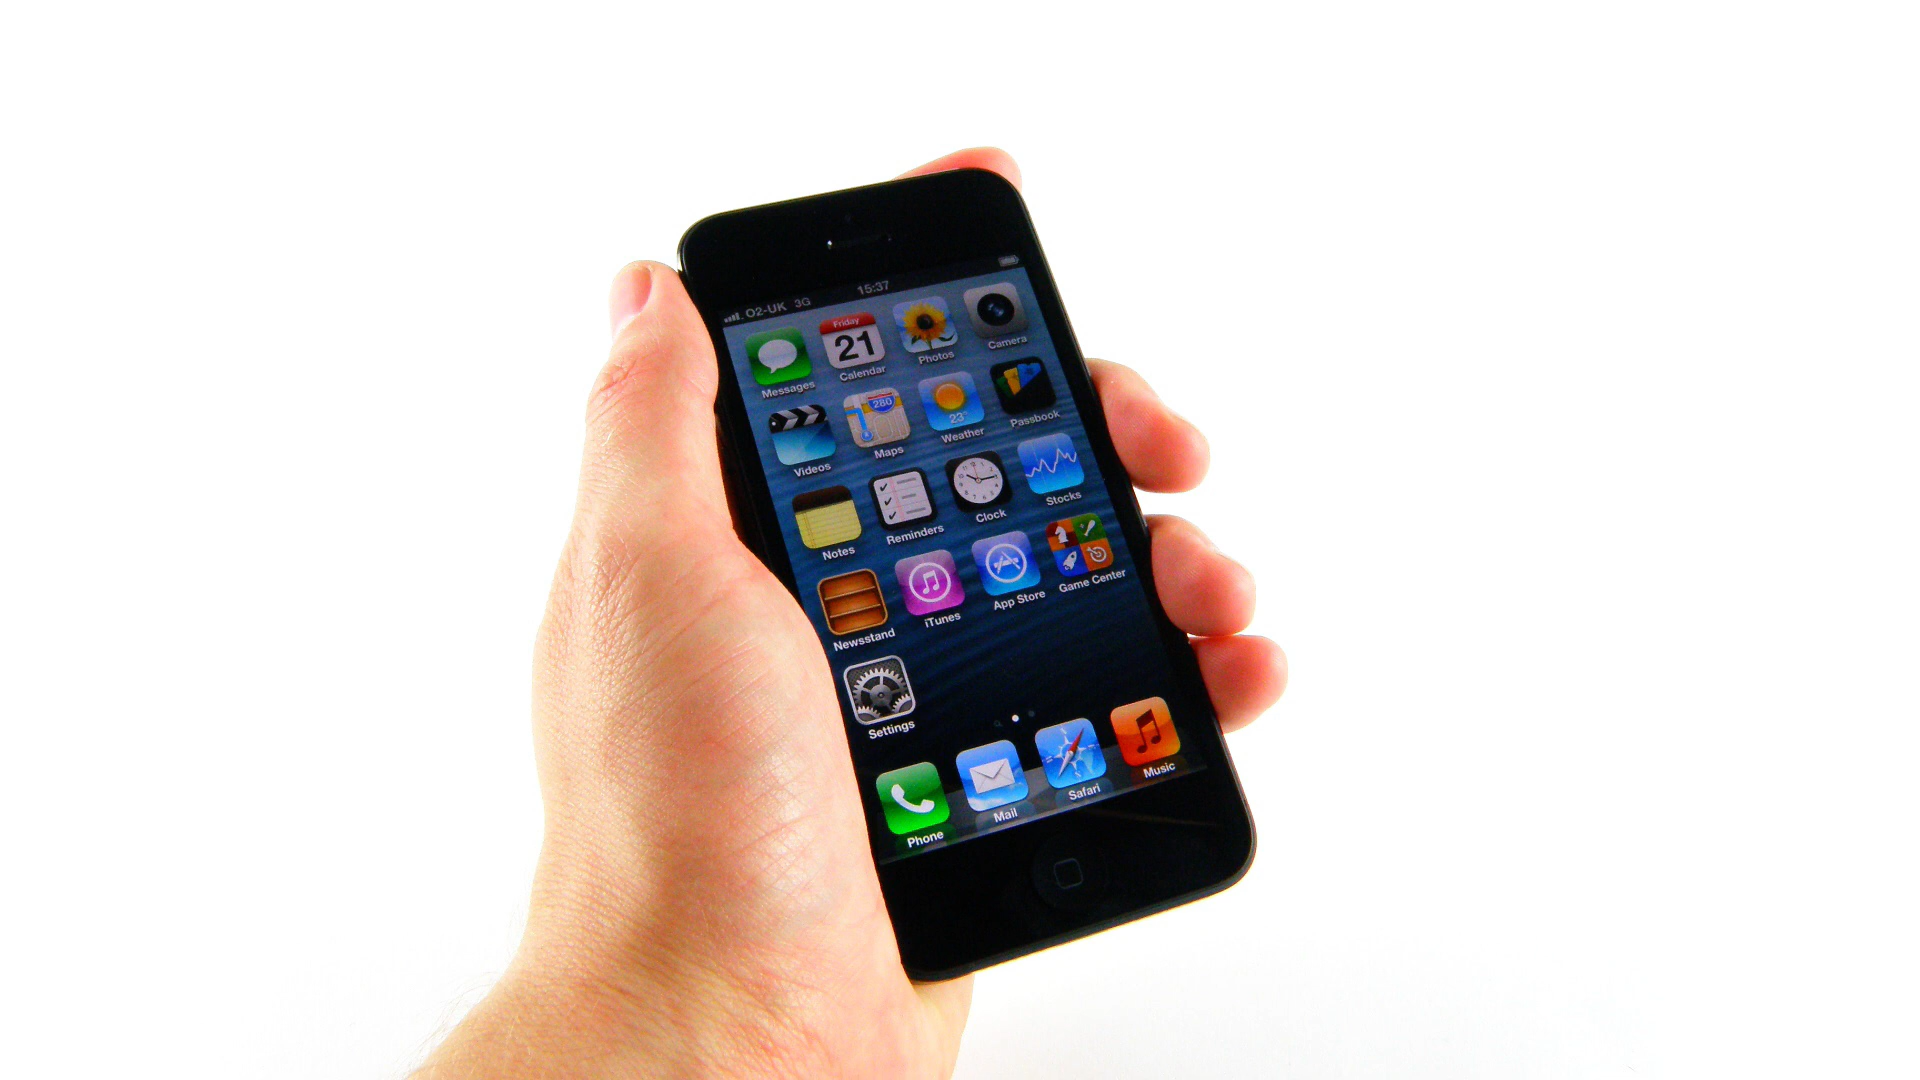 O2-UK 3G 15:37
Friday
21
Messages Calendar Photos Camera
280
23°
Videos Maps Weather Passbook
Notes Reminders Clock Stocks
Newsstand iTunes App Store Game Center
Settings
Phone Mail Safari Music